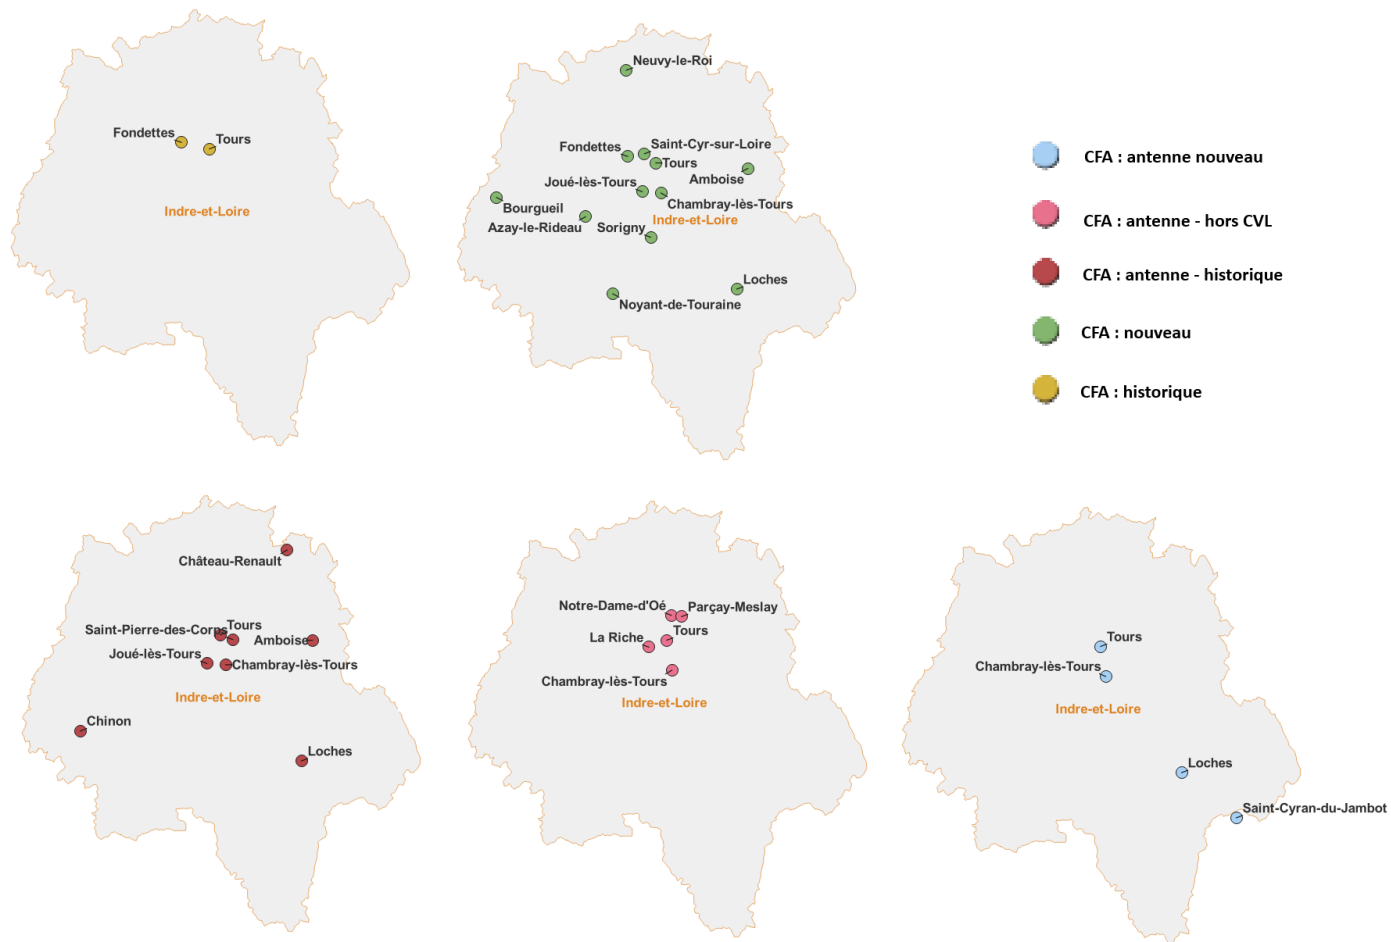 Fondettes
Tours
Indre-et-Loire
Neuvy-le-Roi
Saint-Cyr-sur-Loire
Fondettes
Tours
Amboise
Joué-lès-Tours
Chambray-lès-Tours
Bourgueil
Indre-et-Loire
Azay-le-Rideau
Sorigny
Loches
Noyant-de-Touraine
CFA : antenne nouveau
CFA : antenne - hors CVL
CFA : antenne - historique
CFA : nouveau
CFA : historique
Château-Renault
Tours
Saint-Pierre-des-Corps
Amboise
Joué-lès-Tours
Chambray-lès-Tours
Indre-et-Loire
Chinon
Loches
Notre-Dame-d'Oé
Parçay-Meslay
Tours
La Riche
Chambray-lès-Tours
Indre-et-Loire
Tours
Chambray-lès-Tours
Indre-et-Loire
Loches
Saint-Cyran-du-Jambot